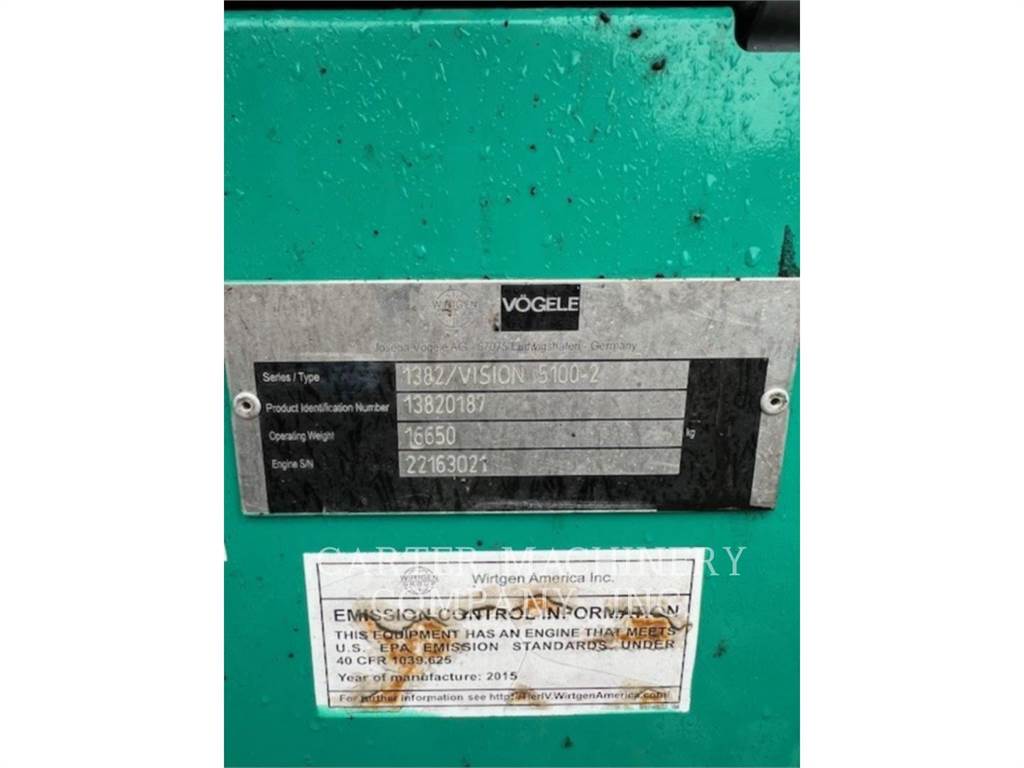 WIRTGEN
VÖGELE
Joseph Vögele AG - 67075 Ludwigshafen - Germany
Series / Type 1382/VISION 5100-2
Product Identification Number 13820187
Operating Weight 16650 kg
Engine S/N 22163021
CARTER MACHINERY
COMPANY, INC.
WIRTGEN GROUP Wirtgen America Inc.
EMISSION CONTROL INFORMATION
THIS EQUIPMENT HAS AN ENGINE THAT MEETS
U.S. EPA EMISSION STANDARDS UNDER
40 CFR 1039.625
Year of manufacture: 2015
For further information see http://TierIV.WirtgenAmerica.com/